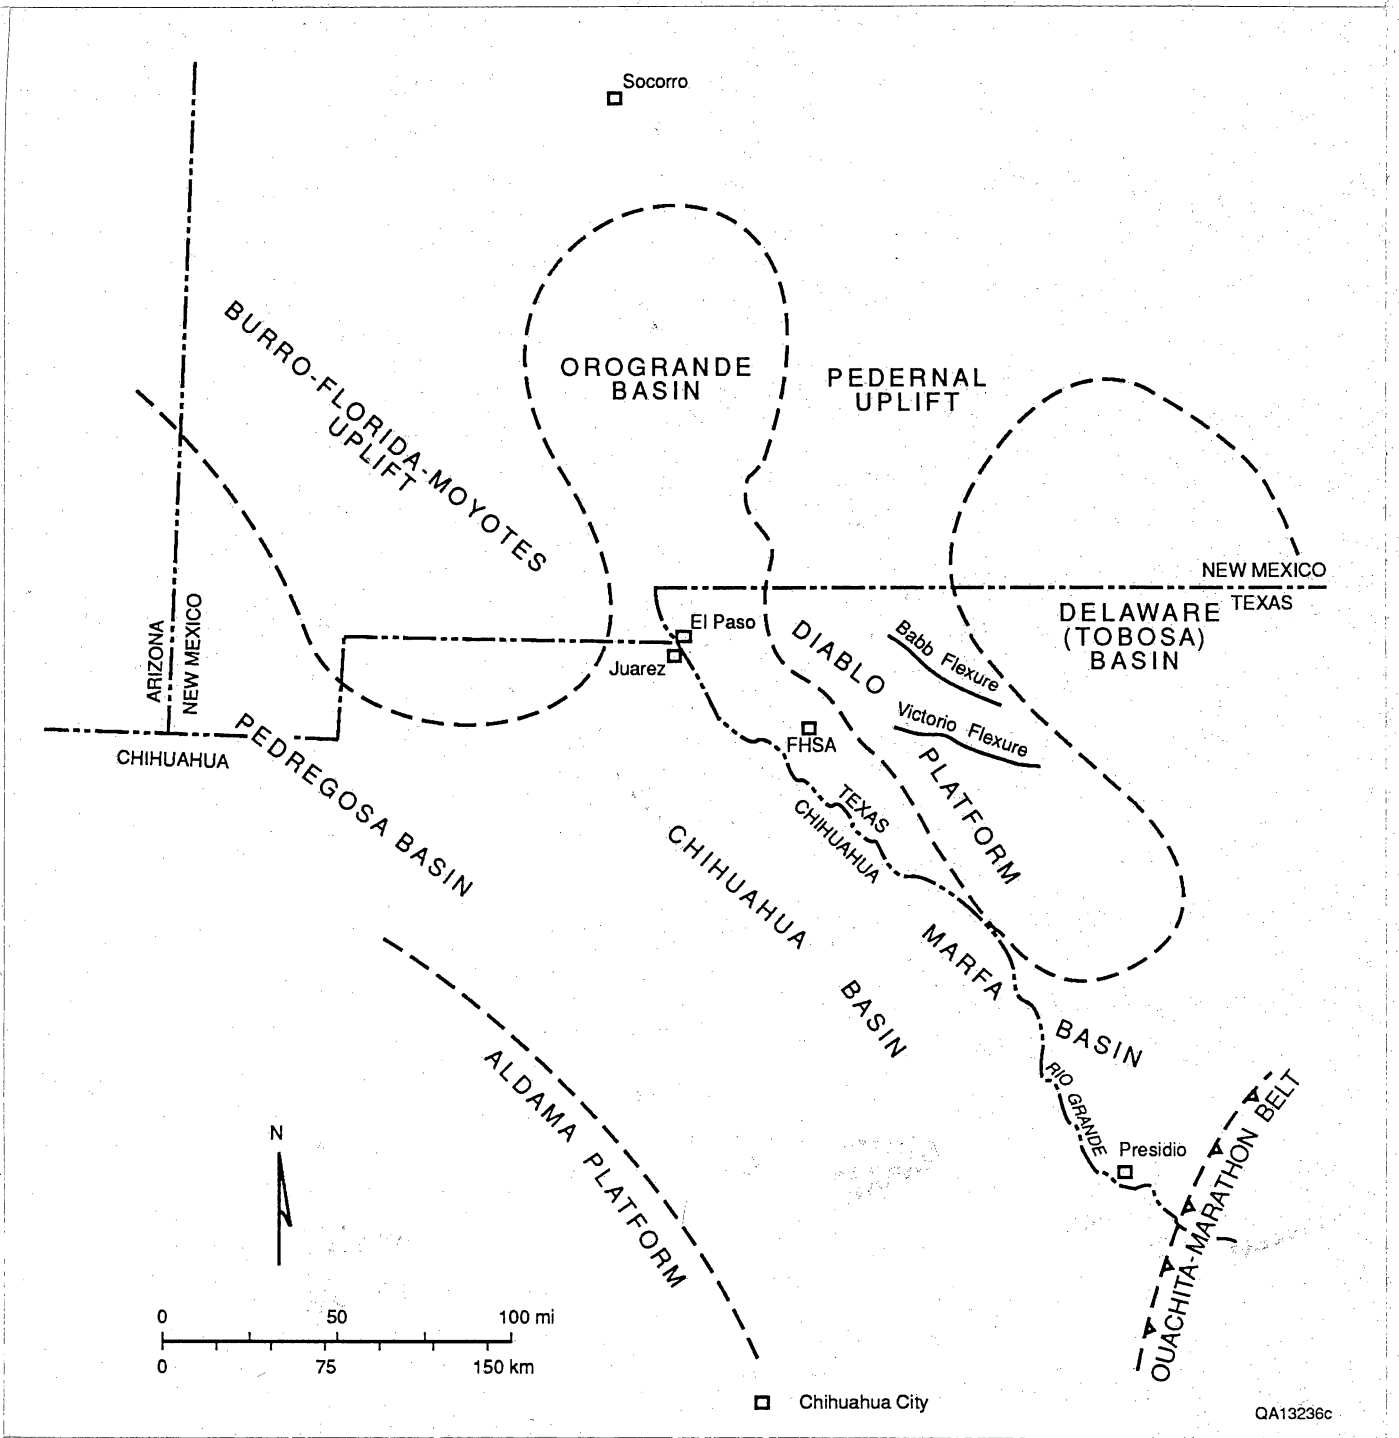 Socorro
BURRO-FLORIDA-MOYOTES
UPLIFT
OROGRANDE
BASIN
PEDERNAL
UPLIFT
NEW MEXICO
TEXAS
ARIZONA
NEW MEXICO
El Paso
Juarez
DELAWARE
(TOBOSA)
BASIN
DIABLO
PLATFORM
Babb Flexure
Victorio Flexure
FHSA
CHIHUAHUA
PEDREGOSA BASIN
TEXAS
CHIHUAHUA
CHIHUAHUA
BASIN
MARFA
BASIN
RIO GRANDE
ALDAMA PLATFORM
Presidio
OUACHITA-MARATHON BELT
N
0 50 100 mi
0 75 150 km
Chihuahua City
QA13236c